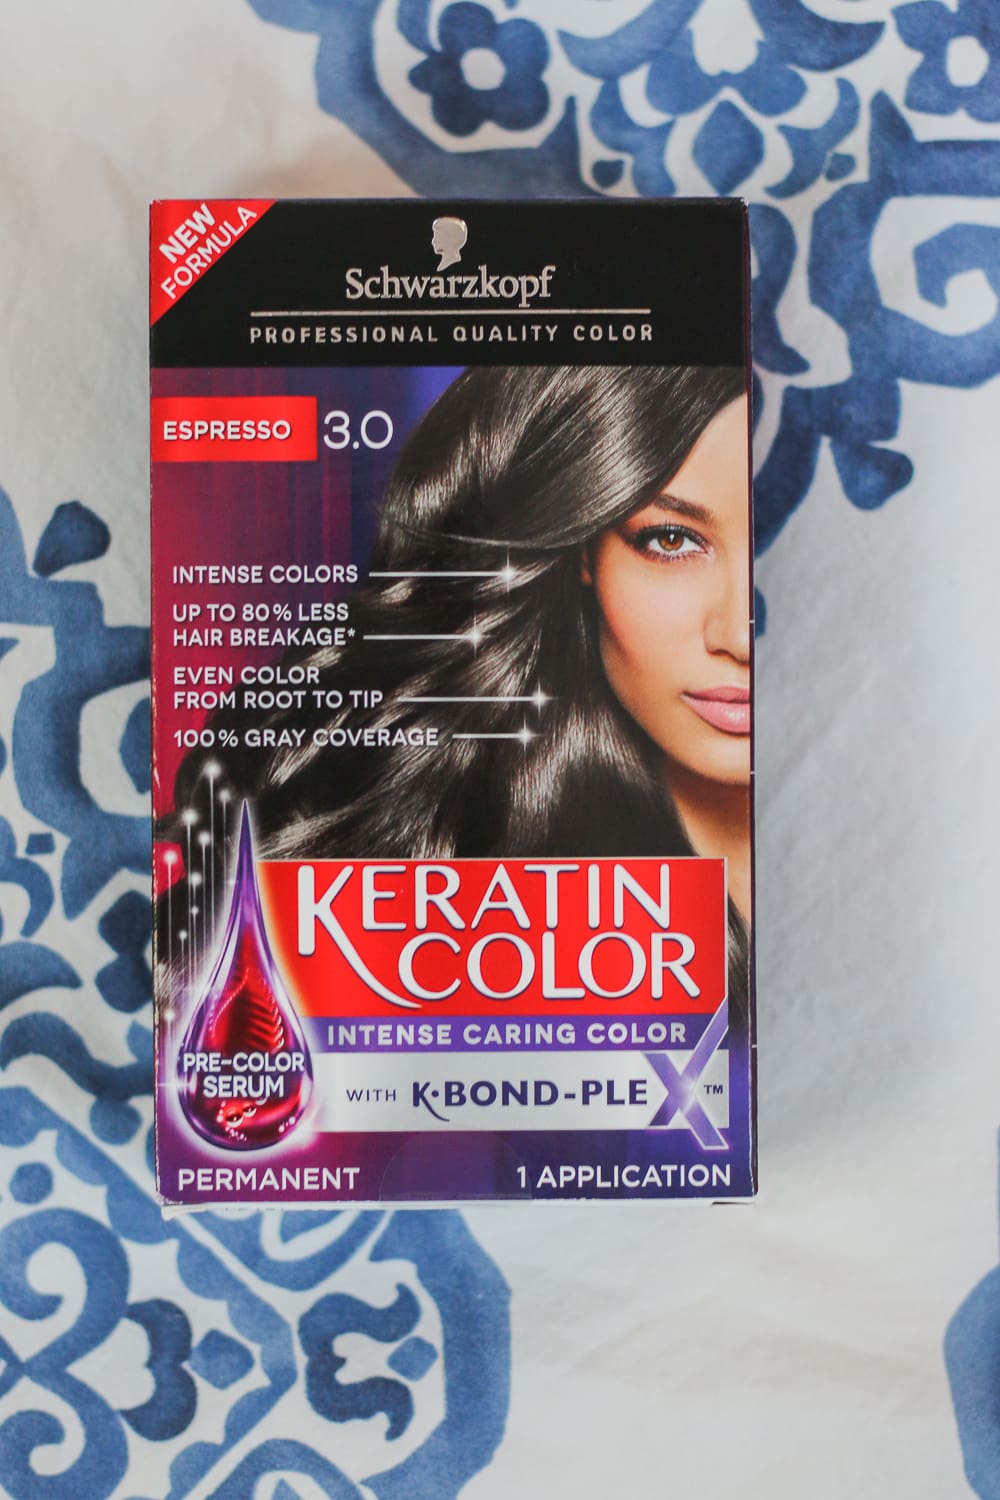 NEW
FORMULA
Schwarzkopf
PROFESSIONAL QUALITY COLOR
ESPRESSO 3.0
INTENSE COLORS
UP TO 80% LESS
HAIR BREAKAGE*
EVEN COLOR
FROM ROOT TO TIP
100% GRAY COVERAGE
KERATIN
COLOR
INTENSE CARING COLOR
PRE-COLOR
SERUM
WITH K•BOND-PLEX™
PERMANENT
1 APPLICATION